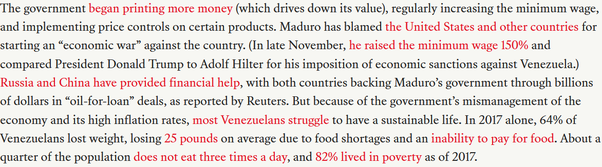 The government began printing more money (which drives down its value), regularly increasing the minimum wage,
and implementing price controls on certain products. Maduro has blamed the United States and other countries for
starting an “economic war” against the country. (In late November, he raised the minimum wage 150% and
compared President Donald Trump to Adolf Hilter for his imposition of economic sanctions against Venezuela.)
Russia and China have provided financial help, with both countries backing Maduro’s government through billions
of dollars in “oil-for-loan” deals, as reported by Reuters. But because of the government’s mismanagement of the
economy and its high inflation rates, most Venezuelans struggle to have a sustainable life. In 2017 alone, 64% of
Venezuelans lost weight, losing 25 pounds on average due to food shortages and an inability to pay for food. About a
quarter of the population does not eat three times a day, and 82% lived in poverty as of 2017.